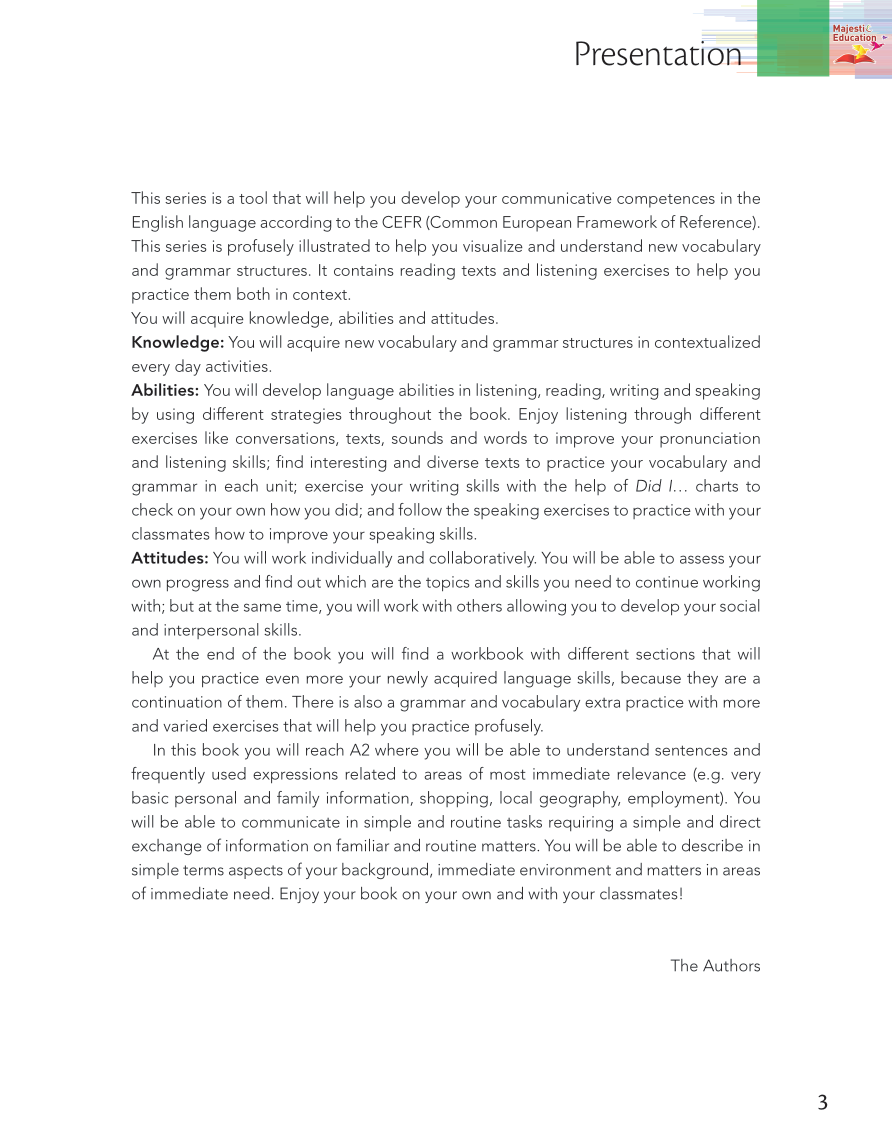 Presentation
Majestic
Education
This series is a tool that will help you develop your communicative competences in the
English language according to the CEFR (Common European Framework of Reference).
This series is profusely illustrated to help you visualize and understand new vocabulary
and grammar structures. It contains reading texts and listening exercises to help you
practice them both in context.
You will acquire knowledge, abilities and attitudes.
Knowledge: You will acquire new vocabulary and grammar structures in contextualized
every day activities.
Abilities: You will develop language abilities in listening, reading, writing and speaking
by using different strategies throughout the book. Enjoy listening through different
exercises like conversations, texts, sounds and words to improve your pronunciation
and listening skills; find interesting and diverse texts to practice your vocabulary and
grammar in each unit; exercise your writing skills with the help of Did I… charts to
check on your own how you did; and follow the speaking exercises to practice with your
classmates how to improve your speaking skills.
Attitudes: You will work individually and collaboratively. You will be able to assess your
own progress and find out which are the topics and skills you need to continue working
with; but at the same time, you will work with others allowing you to develop your social
and interpersonal skills.
At the end of the book you will find a workbook with different sections that will
help you practice even more your newly acquired language skills, because they are a
continuation of them. There is also a grammar and vocabulary extra practice with more
and varied exercises that will help you practice profusely.
In this book you will reach A2 where you will be able to understand sentences and
frequently used expressions related to areas of most immediate relevance (e.g. very
basic personal and family information, shopping, local geography, employment). You
will be able to communicate in simple and routine tasks requiring a simple and direct
exchange of information on familiar and routine matters. You will be able to describe in
simple terms aspects of your background, immediate environment and matters in areas
of immediate need. Enjoy your book on your own and with your classmates!
The Authors
3